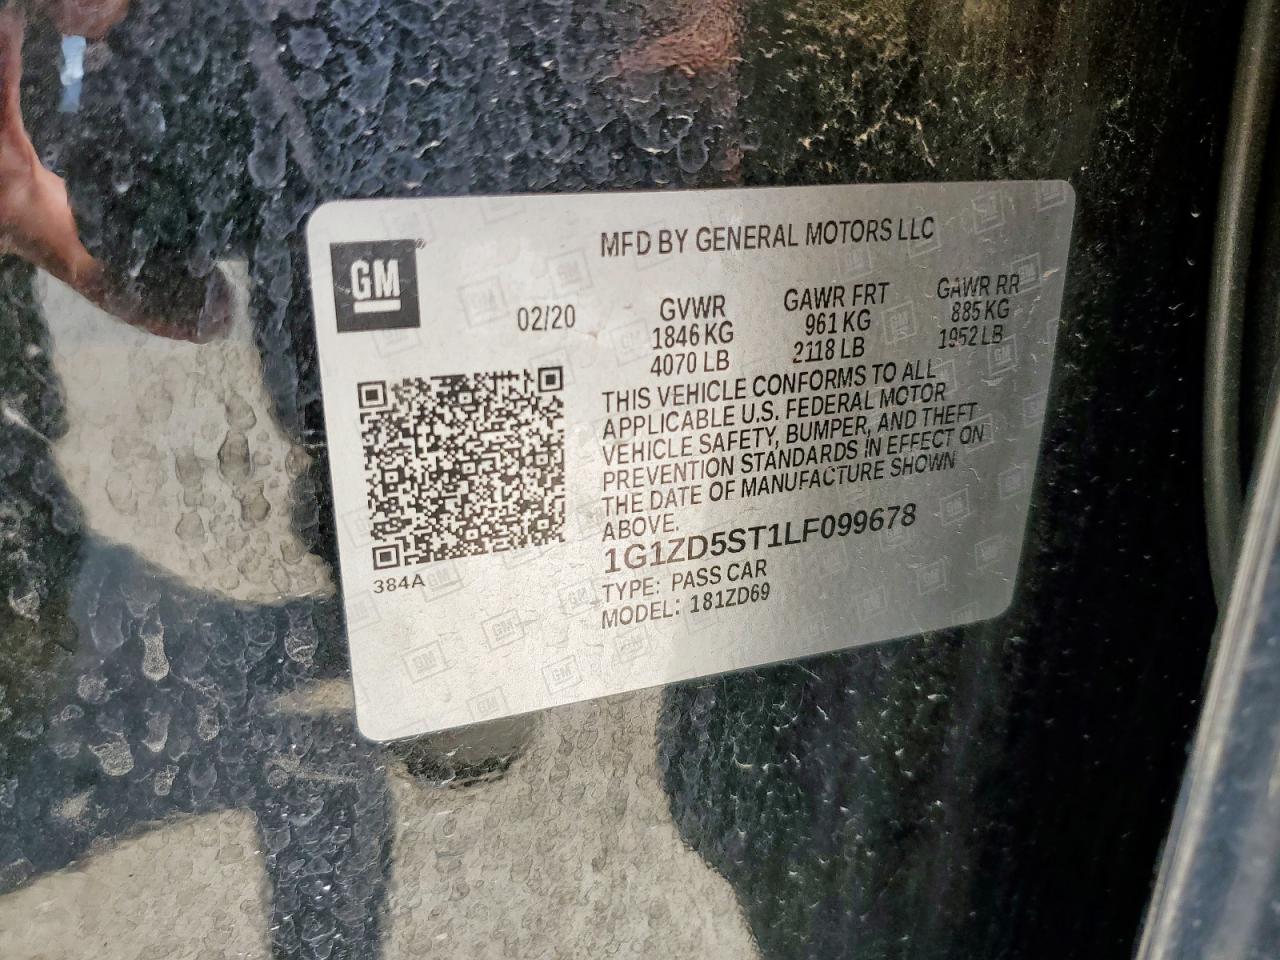 GM
MFD BY GENERAL MOTORS LLC
02/20
GVWR
1846 KG
4070 LB
GAWR FRT
961 KG
2118 LB
GAWR RR
885 KG
1952 LB
THIS VEHICLE CONFORMS TO ALL
APPLICABLE U.S. FEDERAL MOTOR
VEHICLE SAFETY, BUMPER, AND THEFT
PREVENTION STANDARDS IN EFFECT ON
THE DATE OF MANUFACTURE SHOWN
ABOVE.
1G1ZD5ST1LF099678
TYPE: PASS CAR
MODEL: 181ZD69
384A